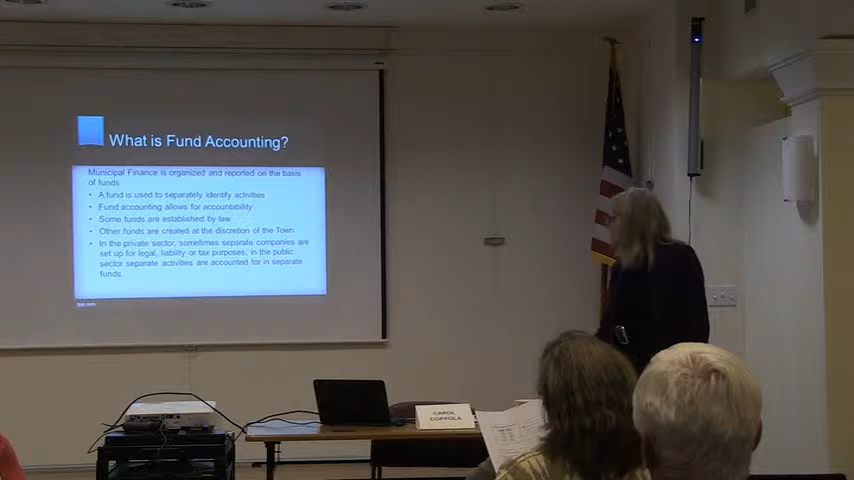 What is Fund Accounting?
Municipal Finance is organized and reported on the basis
of funds
• A fund is used to separately identify activities
• Fund accounting allows for accountability
• Some funds are established by law
• Other funds are created at the discretion of the Town
• In the private sector, sometimes separate companies are
set up for legal, liability or tax purposes, in the public
sector separate activities are accounted for in separate
funds.
CAROL
COPPOLA